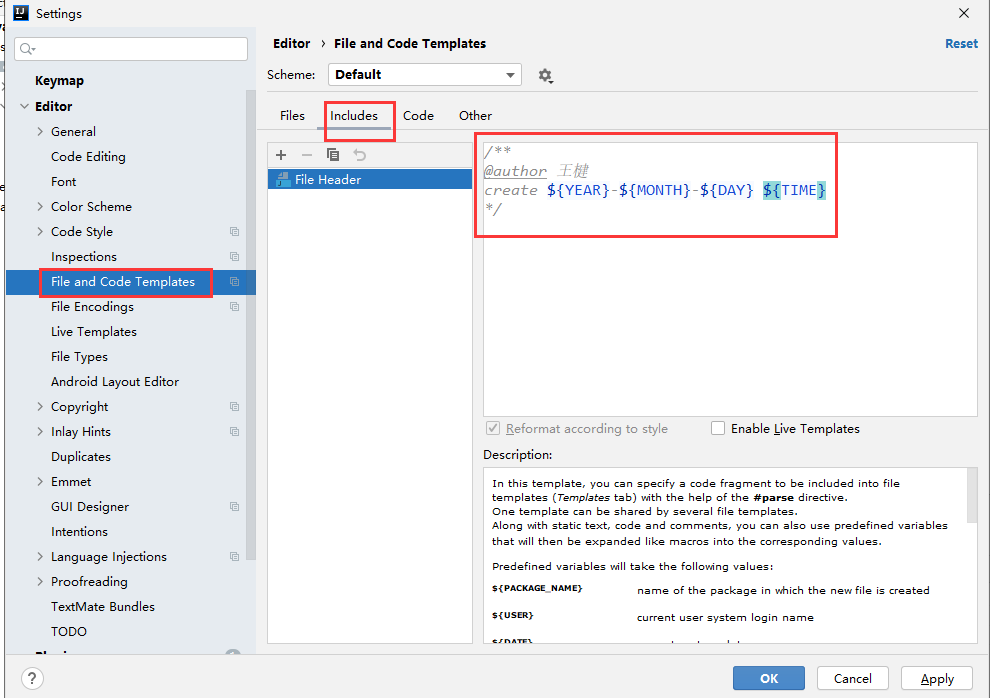 Settings
Editor › File and Code Templates
Reset
Scheme: Default
Keymap
Editor
General
Code Editing
Font
Color Scheme
Code Style
Inspections
File and Code Templates
File Encodings
Live Templates
File Types
Android Layout Editor
Copyright
Inlay Hints
Duplicates
Emmet
GUI Designer
Intentions
Language Injections
Proofreading
TextMate Bundles
TODO
Files Includes Code Other
File Header
/**
@author 王楗
create ${YEAR}-${MONTH}-${DAY} ${TIME}
*/
Reformat according to style Enable Live Templates
Description:
In this template, you can specify a code fragment to be included into file
templates (Templates tab) with the help of the #parse directive.
One template can be shared by several file templates.
Along with static text, code and comments, you can also use predefined variables
that will then be expanded like macros into the corresponding values.
Predefined variables will take the following values:
${PACKAGE_NAME} name of the package in which the new file is created
${USER} current user system login name
${DATE}
? OK Cancel Apply